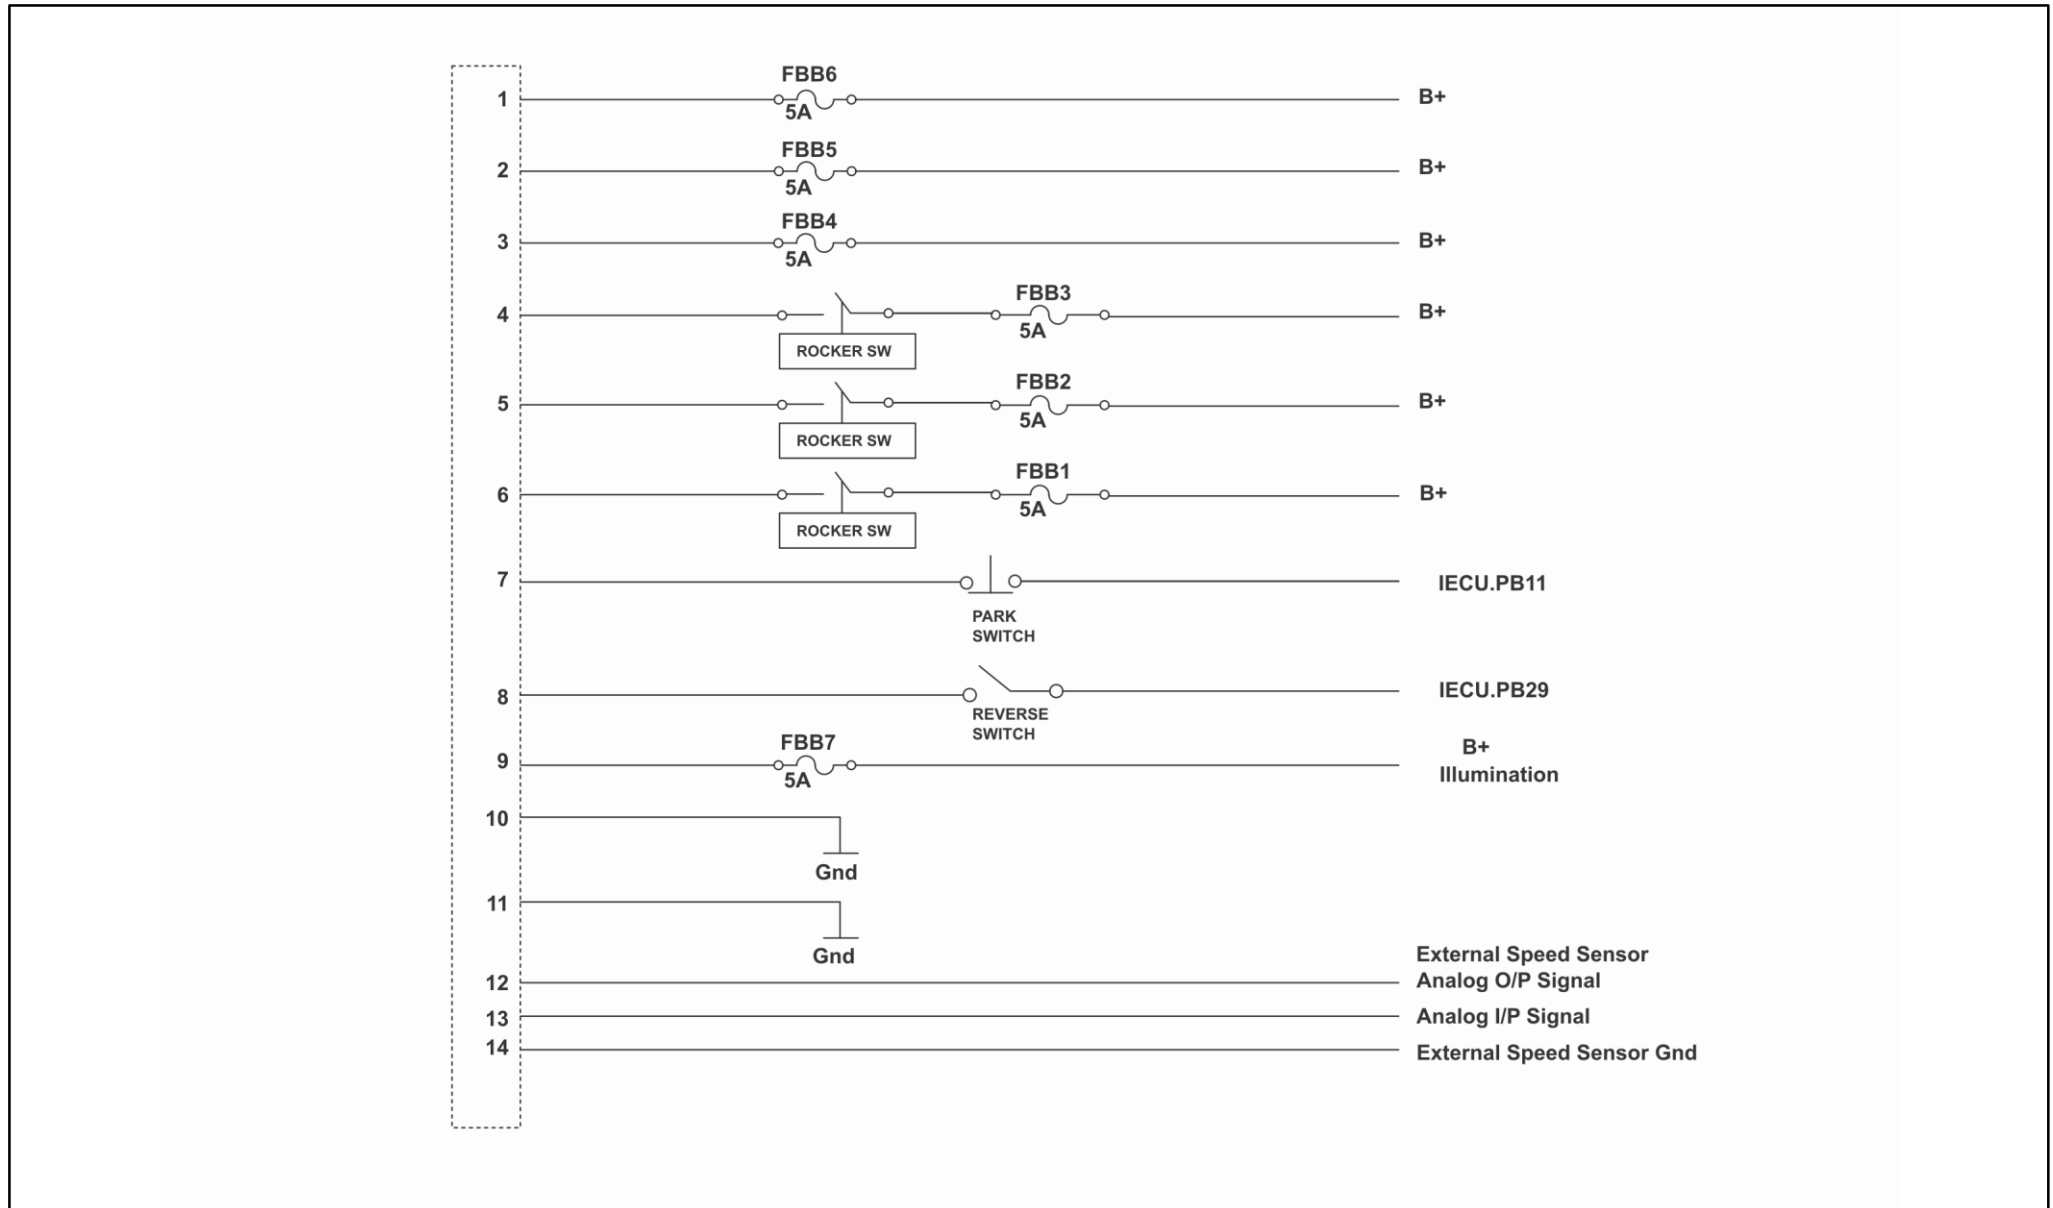 FBB6
1
B+
5A
FBB5
2
B+
5A
FBB4
3
B+
5A
FBB3
4
B+
5A
ROCKER SW
FBB2
5
B+
5A
ROCKER SW
FBB1
6
B+
5A
ROCKER SW
7
IECU.PB11
PARK
SWITCH
8
IECU.PB29
REVERSE
SWITCH
FBB7
9
B+
Illumination
5A
10
Gnd
11
Gnd
External Speed Sensor
12
Analog O/P Signal
13
Analog I/P Signal
14
External Speed Sensor Gnd